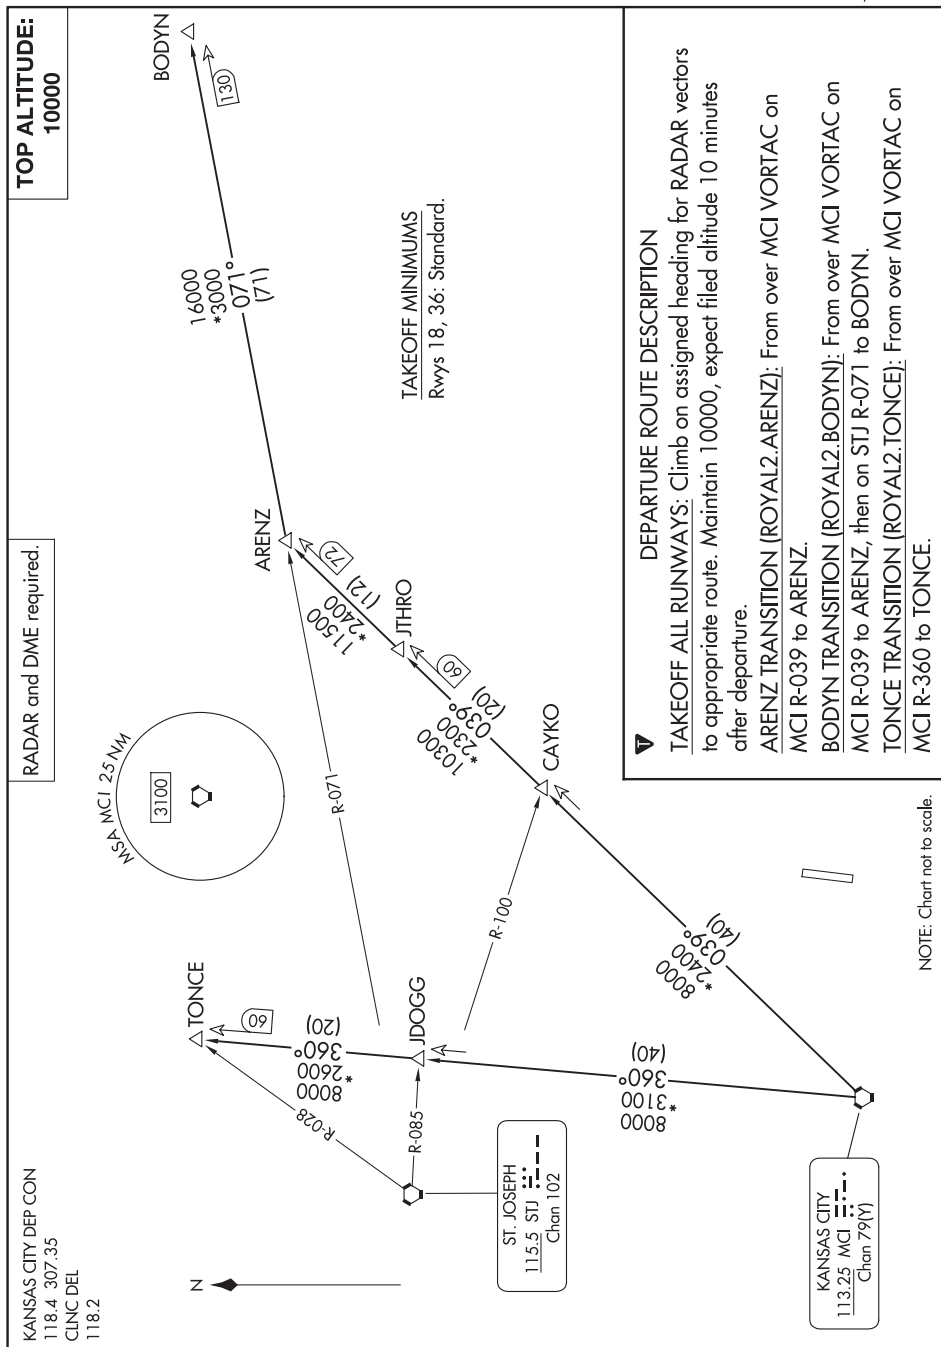 KANSAS CITY DEP CON
118.4 307.35
CLNC DEL
118.2
RADAR and DME required.
TOP ALTITUDE:
10000
MSA MCI 25 NM
3100
N
TONCE
60
8000
*2600
360°
(20)
R-028
R-085
JDOGG
ST. JOSEPH
115.5 STJ
Chan 102
8000
*3100
360°
(40)
KANSAS CITY
113.25 MCI
Chan 79(Y)
8000
*2400
039°
(40)
R-100
CAYKO
10300
*2300
039°
(20)
60
JTHRO
11500
*2400
(12)
72
ARENZ
R-071
16000
*3000
071°
(71)
130
BODYN
TAKEOFF MINIMUMS
Rwys 18, 36: Standard.
NOTE: Chart not to scale.
T
DEPARTURE ROUTE DESCRIPTION
TAKEOFF ALL RUNWAYS: Climb on assigned heading for RADAR vectors
to appropriate route. Maintain 10000, expect filed altitude 10 minutes
after departure.
ARENZ TRANSITION (ROYAL2.ARENZ): From over MCI VORTAC on
MCI R-039 to ARENZ.
BODYN TRANSITION (ROYAL2.BODYN): From over MCI VORTAC on
MCI R-039 to ARENZ, then on STJ R-071 to BODYN.
TONCE TRANSITION (ROYAL2.TONCE): From over MCI VORTAC on
MCI R-360 to TONCE.